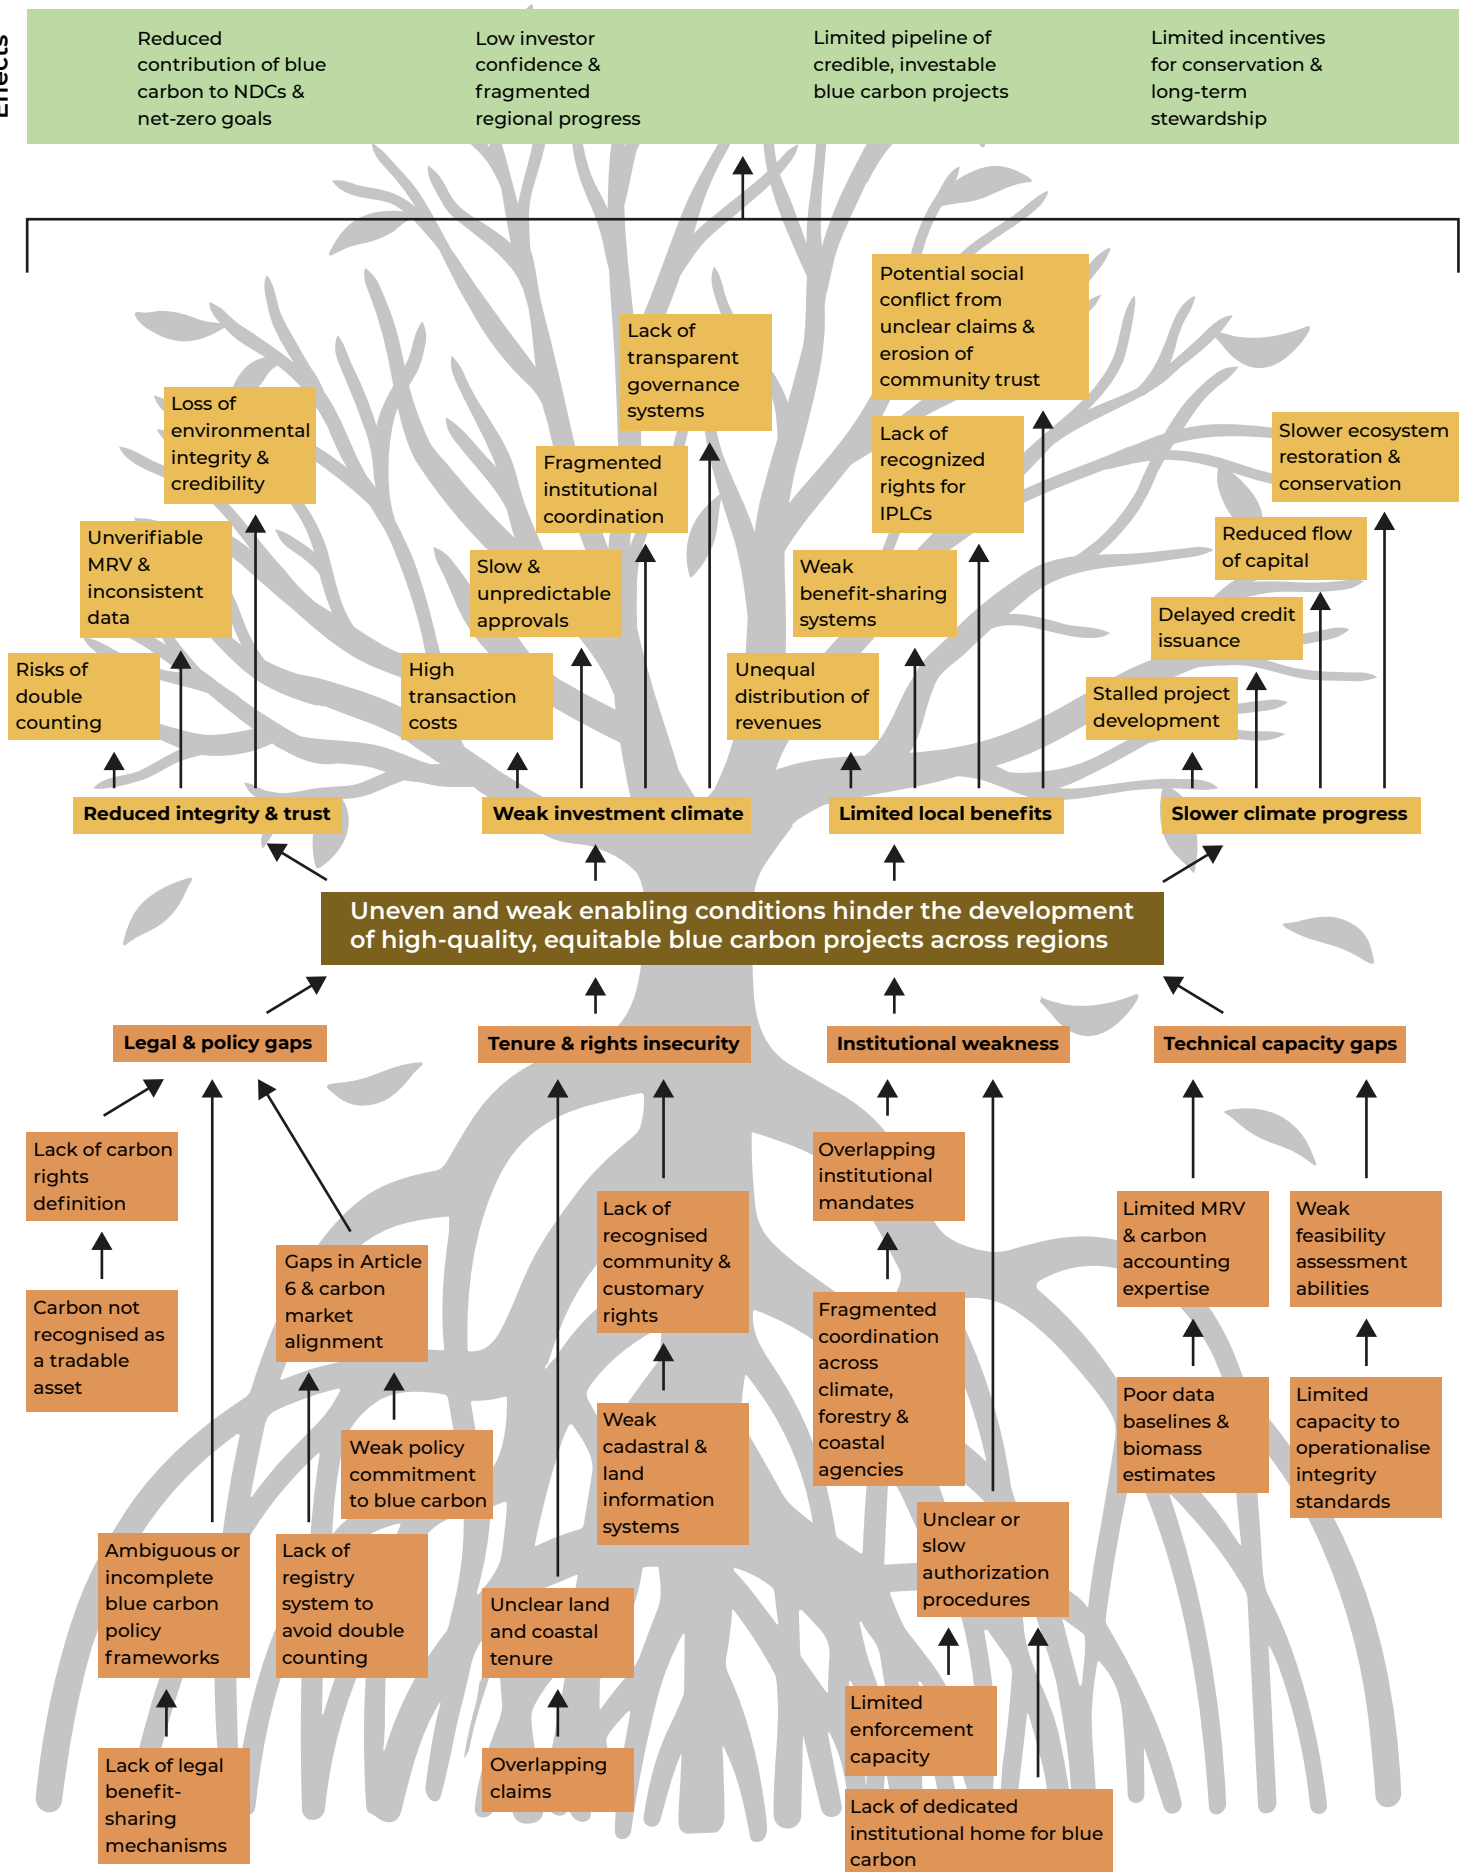 Effects
Reduced
contribution of blue
carbon to NDCs &
net-zero goals
Low investor
confidence &
fragmented
regional progress
Limited pipeline of
credible, investable
blue carbon projects
Limited incentives
for conservation &
long-term
stewardship
Risks of
double
counting
Unverifiable
MRV &
inconsistent
data
Loss of
environmental
integrity &
credibility
High
transaction
costs
Slow &
unpredictable
approvals
Fragmented
institutional
coordination
Lack of
transparent
governance
systems
Unequal
distribution of
revenues
Weak
benefit-sharing
systems
Lack of
recognized
rights for
IPLCs
Potential social
conflict from
unclear claims &
erosion of
community trust
Stalled project
development
Delayed credit
issuance
Reduced flow
of capital
Slower ecosystem
restoration &
conservation
Reduced integrity & trust
Weak investment climate
Limited local benefits
Slower climate progress
Uneven and weak enabling conditions hinder the development
of high-quality, equitable blue carbon projects across regions
Legal & policy gaps
Tenure & rights insecurity
Institutional weakness
Technical capacity gaps
Lack of carbon
rights
definition
Carbon not
recognised as
a tradable
asset
Gaps in Article
6 & carbon
market
alignment
Weak policy
commitment
to blue carbon
Ambiguous or
incomplete
blue carbon
policy
frameworks
Lack of
registry
system to
avoid double
counting
Lack of legal
benefit-
sharing
mechanisms
Lack of
recognised
community &
customary
rights
Weak
cadastral &
land
information
systems
Unclear land
and coastal
tenure
Overlapping
claims
Overlapping
institutional
mandates
Fragmented
coordination
across
climate,
forestry &
coastal
agencies
Unclear or
slow
authorization
procedures
Limited
enforcement
capacity
Lack of dedicated
institutional home for blue
carbon
Limited MRV
& carbon
accounting
expertise
Poor data
baselines &
biomass
estimates
Weak
feasibility
assessment
abilities
Limited
capacity to
operationalise
integrity
standards